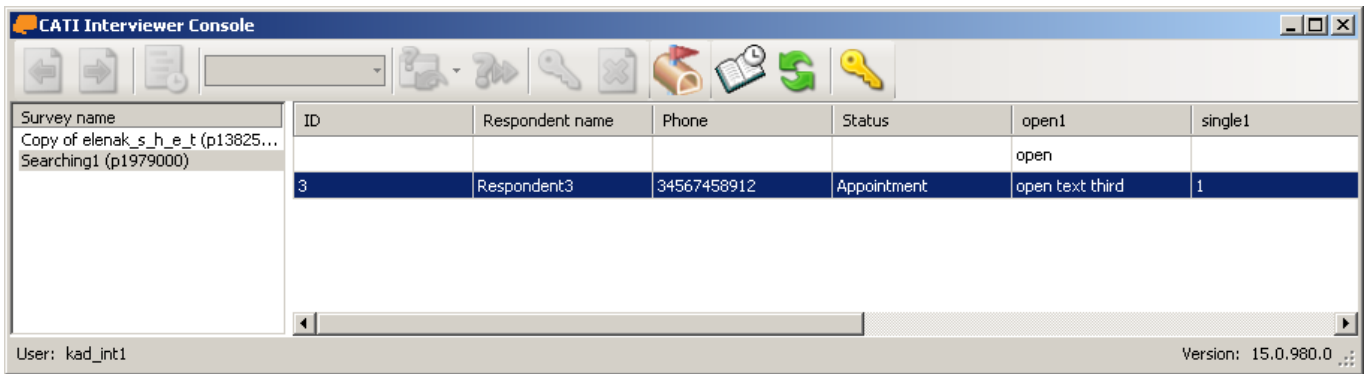 CATI Interviewer Console
Survey name
Copy of elenak_s_h_e_t (p13825...
Searching1 (p1979000)
ID Respondent name Phone Status open1 single1
open
3 Respondent3 34567458912 Appointment open text third 1
User: kad_int1 Version: 15.0.980.0